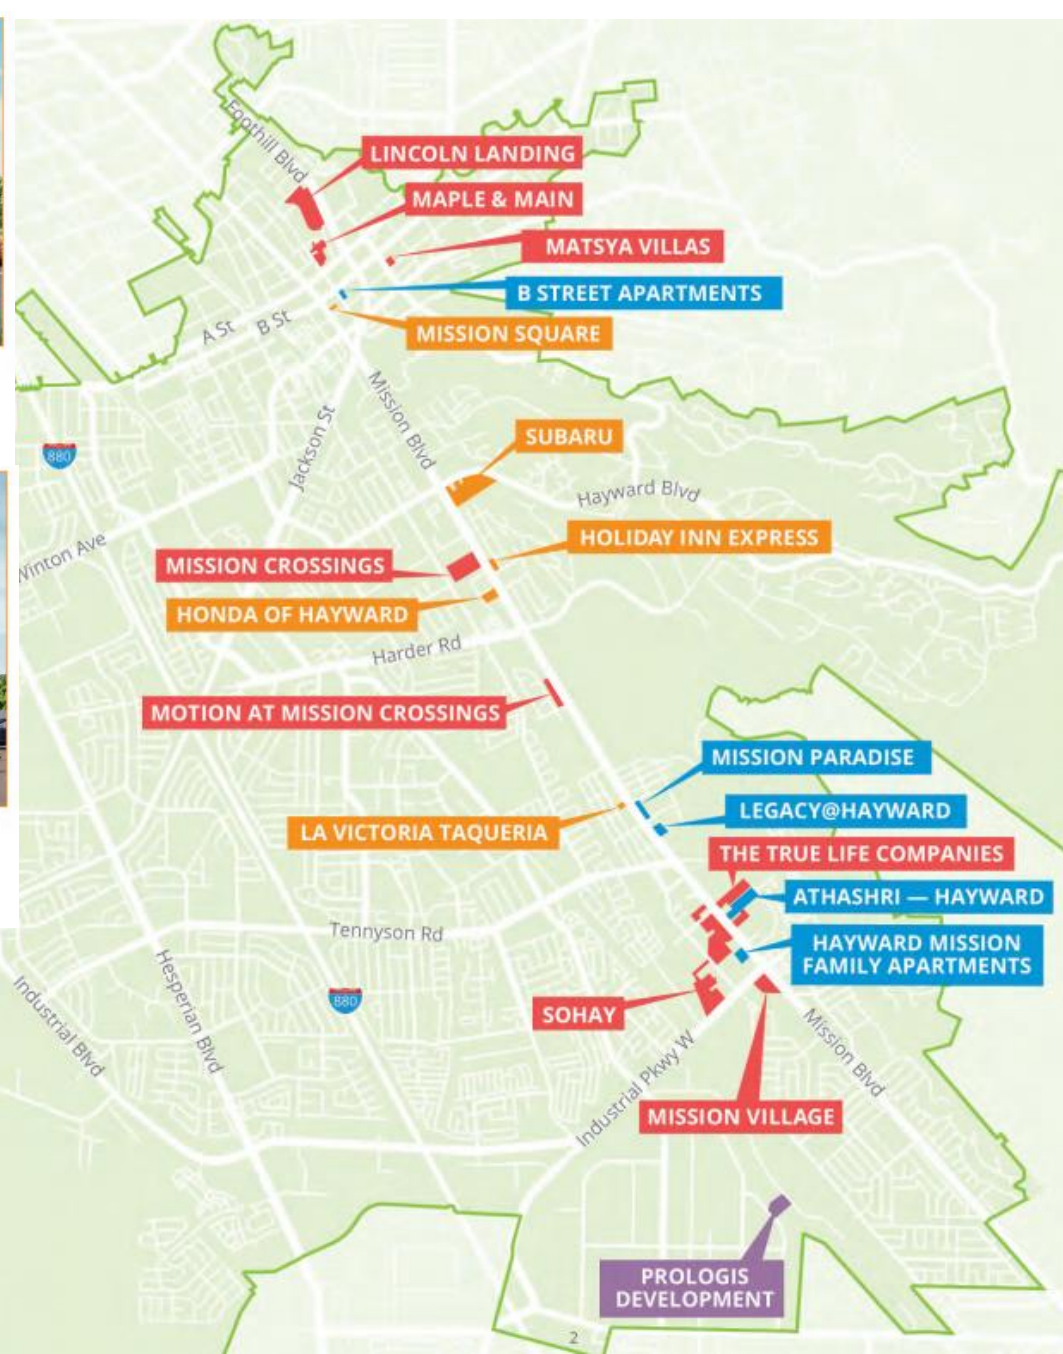 Foothill Blvd
LINCOLN LANDING
MAPLE & MAIN
MATSYA VILLAS
B STREET APARTMENTS
A St
B St
MISSION SQUARE
Mission Blvd
Jackson St
SUBARU
880
Hayward Blvd
Winton Ave
HOLIDAY INN EXPRESS
MISSION CROSSINGS
HONDA OF HAYWARD
Harder Rd
MOTION AT MISSION CROSSINGS
MISSION PARADISE
LEGACY@HAYWARD
LA VICTORIA TAQUERIA
THE TRUE LIFE COMPANIES
ATHASHRI — HAYWARD
Tennyson Rd
HAYWARD MISSION
FAMILY APARTMENTS
Hesperian Blvd
Industrial Blvd
880
SOHAY
Mission Blvd
Industrial Pkwy W
MISSION VILLAGE
PROLOGIS
DEVELOPMENT
2